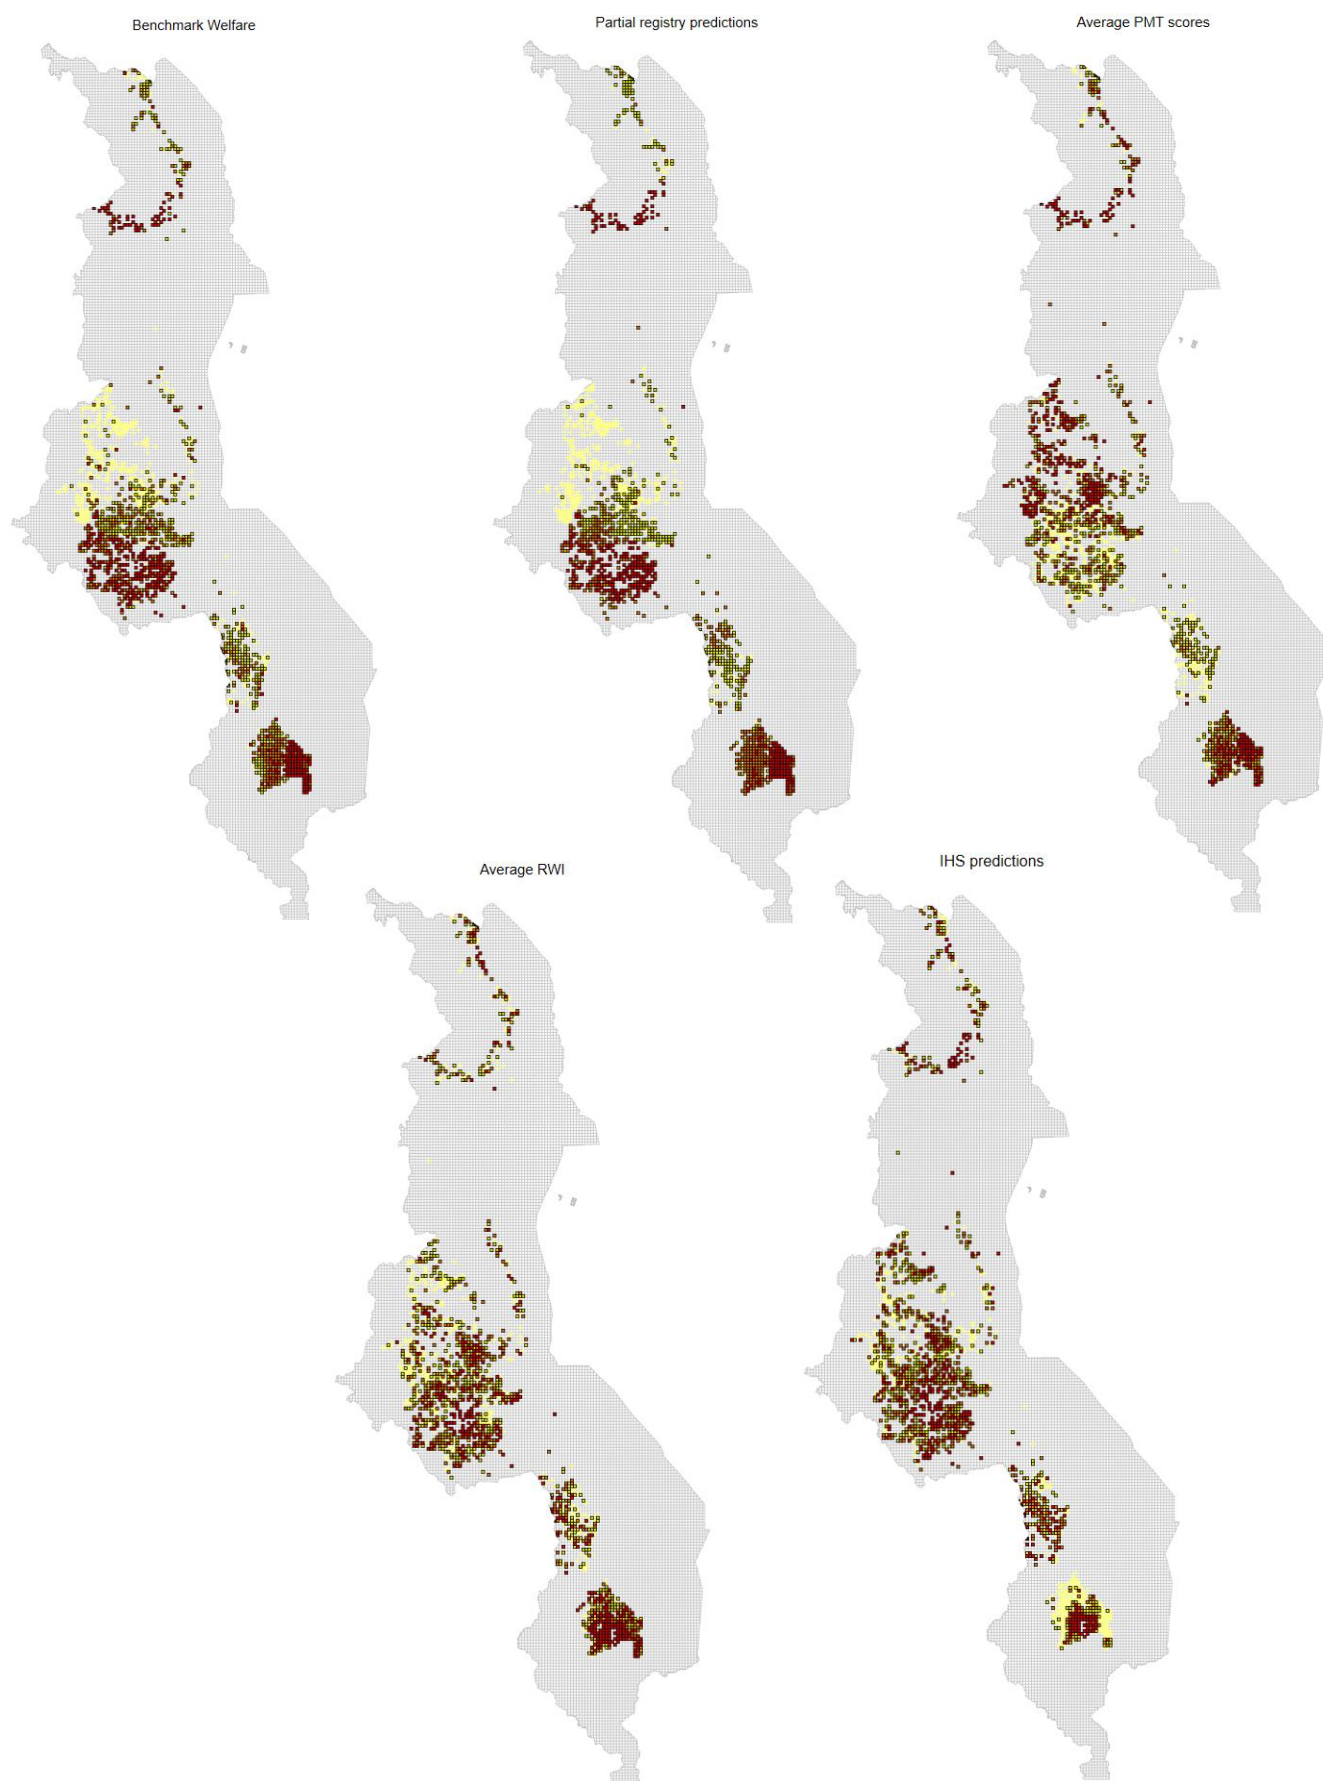 Benchmark Welfare
Partial registry predictions
Average PMT scores
Average RWI
IHS predictions